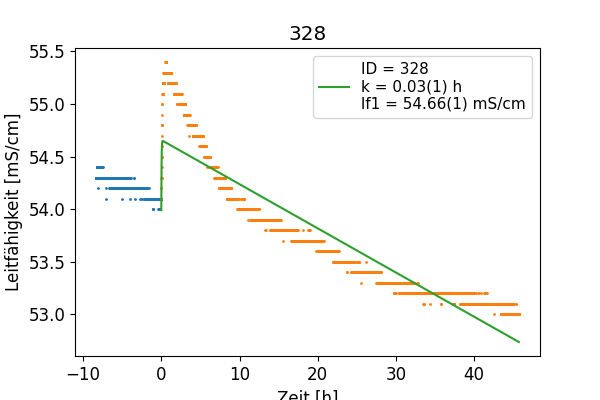 328
55.5
55.0
54.5
54.0
53.5
53.0
Leitfähigkeit [mS/cm]
ID = 328
k = 0.03(1) h
lf1 = 54.66(1) mS/cm
−10 0 10 20 30 40
Zeit [h]